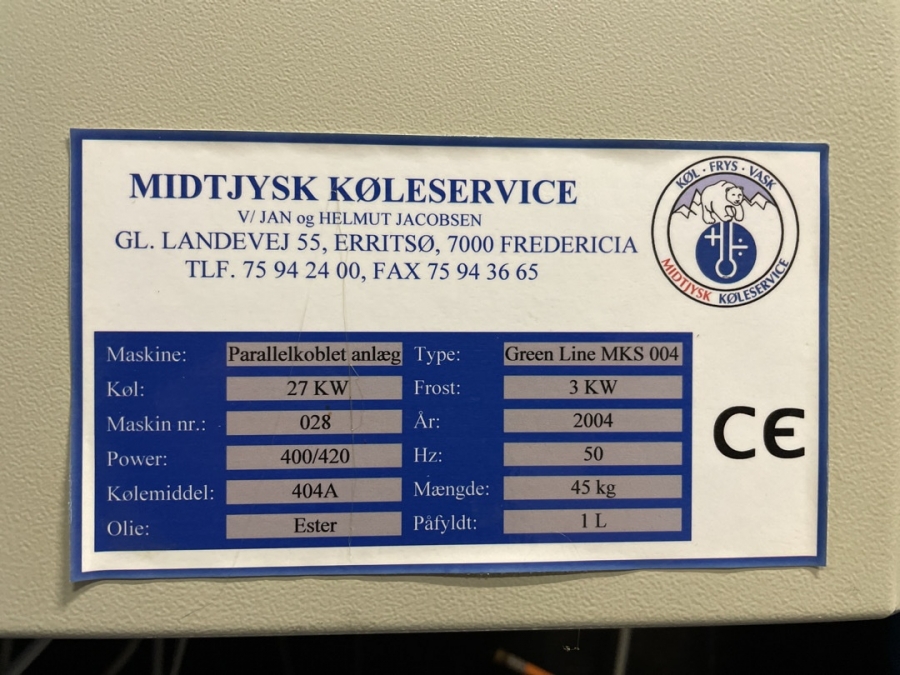 MIDTJYSK KØLESERVICE
V/ JAN og HELMUT JACOBSEN
GL. LANDEVEJ 55, ERRITSØ, 7000 FREDERICIA
TLF. 75 94 24 00, FAX 75 94 36 65
KØL · FRYS · VASK
MIDTJYSK KØLESERVICE
Maskine: Parallelkoblet anlæg Type: Green Line MKS 004
Køl: 27 KW Frost: 3 KW
Maskin nr.: 028 År: 2004
Power: 400/420 Hz: 50
Kølemiddel: 404A Mængde: 45 kg
Olie: Ester Påfyldt: 1 L
CE